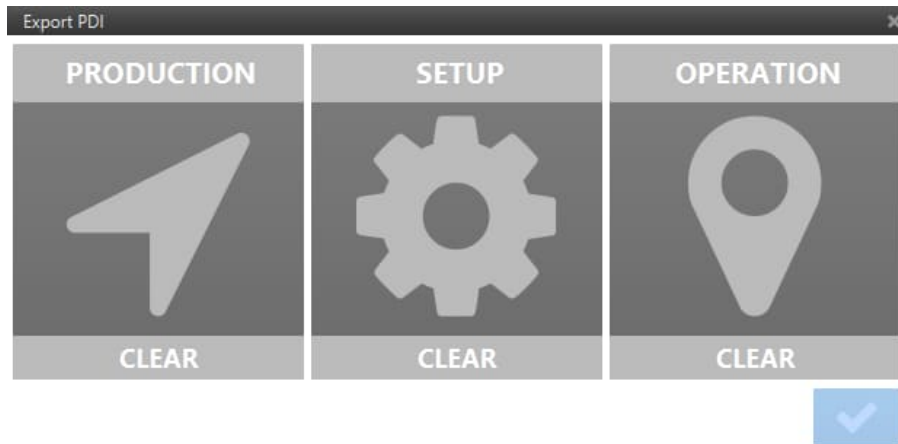 Export PDI
PRODUCTION
SETUP
OPERATION
CLEAR
CLEAR
CLEAR